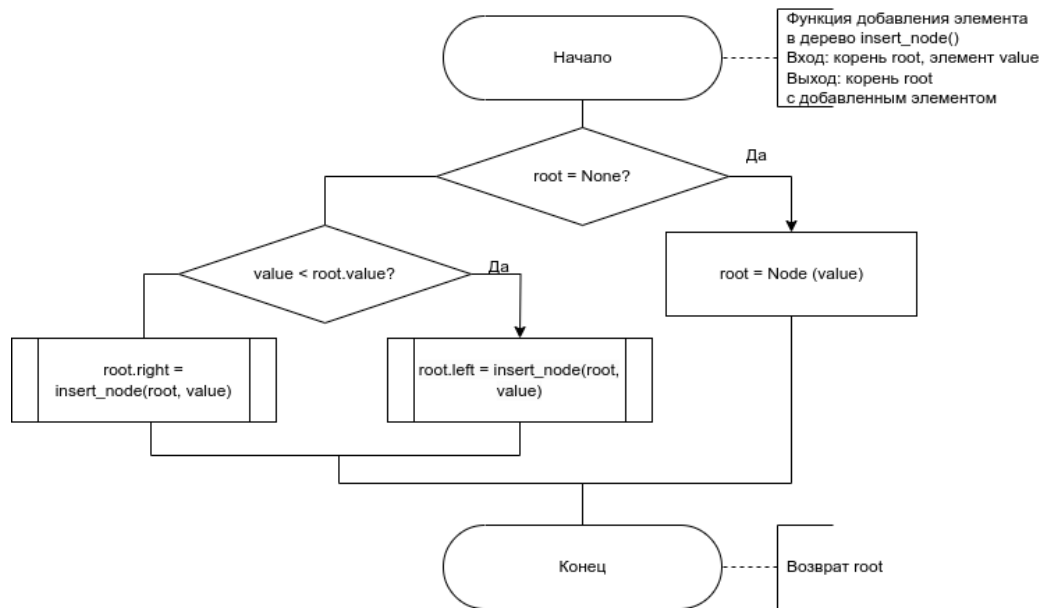 Начало
Функция добавления элемента
в дерево insert_node()
Вход: корень root, элемент value
Выход: корень root
с добавленным элементом
root = None?
Да
value < root.value?
Да
root = Node (value)
root.right =
insert_node(root, value)
root.left = insert_node(root,
value)
Конец
Возврат root